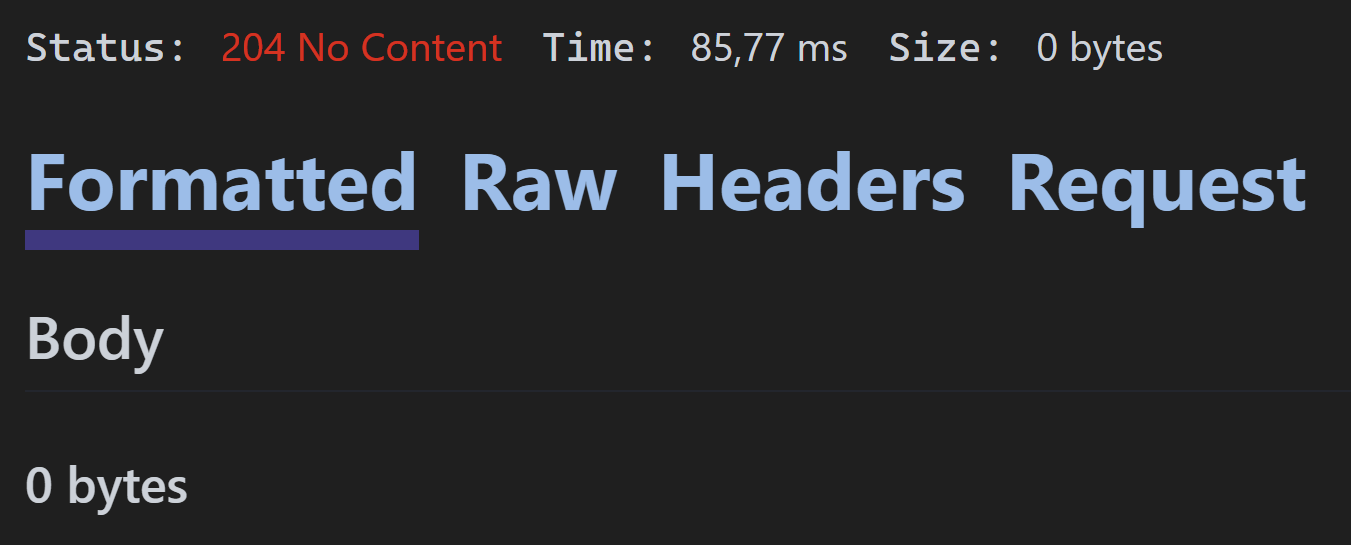 Status: 204 No Content Time: 85,77 ms Size: 0 bytes
Formatted Raw Headers Request
Body
0 bytes